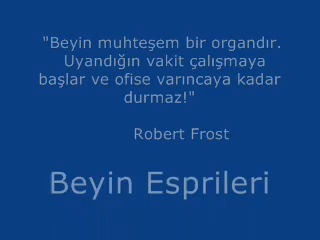 "Beyin muhteşem bir organdır.
Uyandığın vakit çalışmaya
başlar ve ofise varıncaya kadar
durmaz!"
Robert Frost
Beyin Esprileri